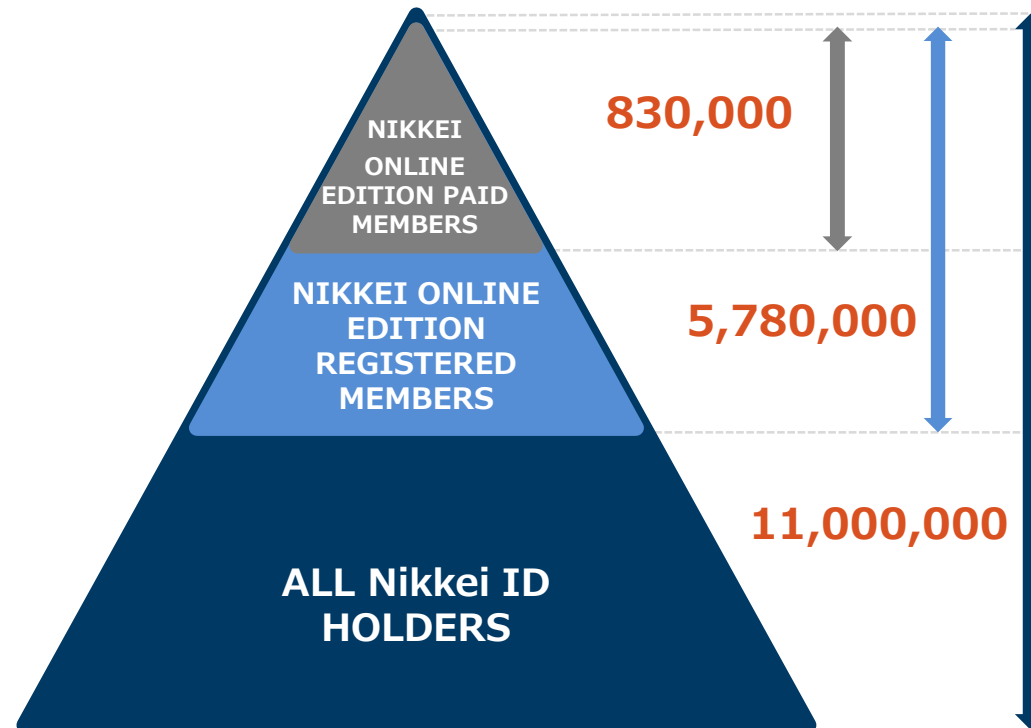 830,000
NIKKEI
ONLINE
EDITION PAID
MEMBERS
NIKKEI ONLINE
EDITION
REGISTERED
MEMBERS
5,780,000
11,000,000
ALL Nikkei ID
HOLDERS